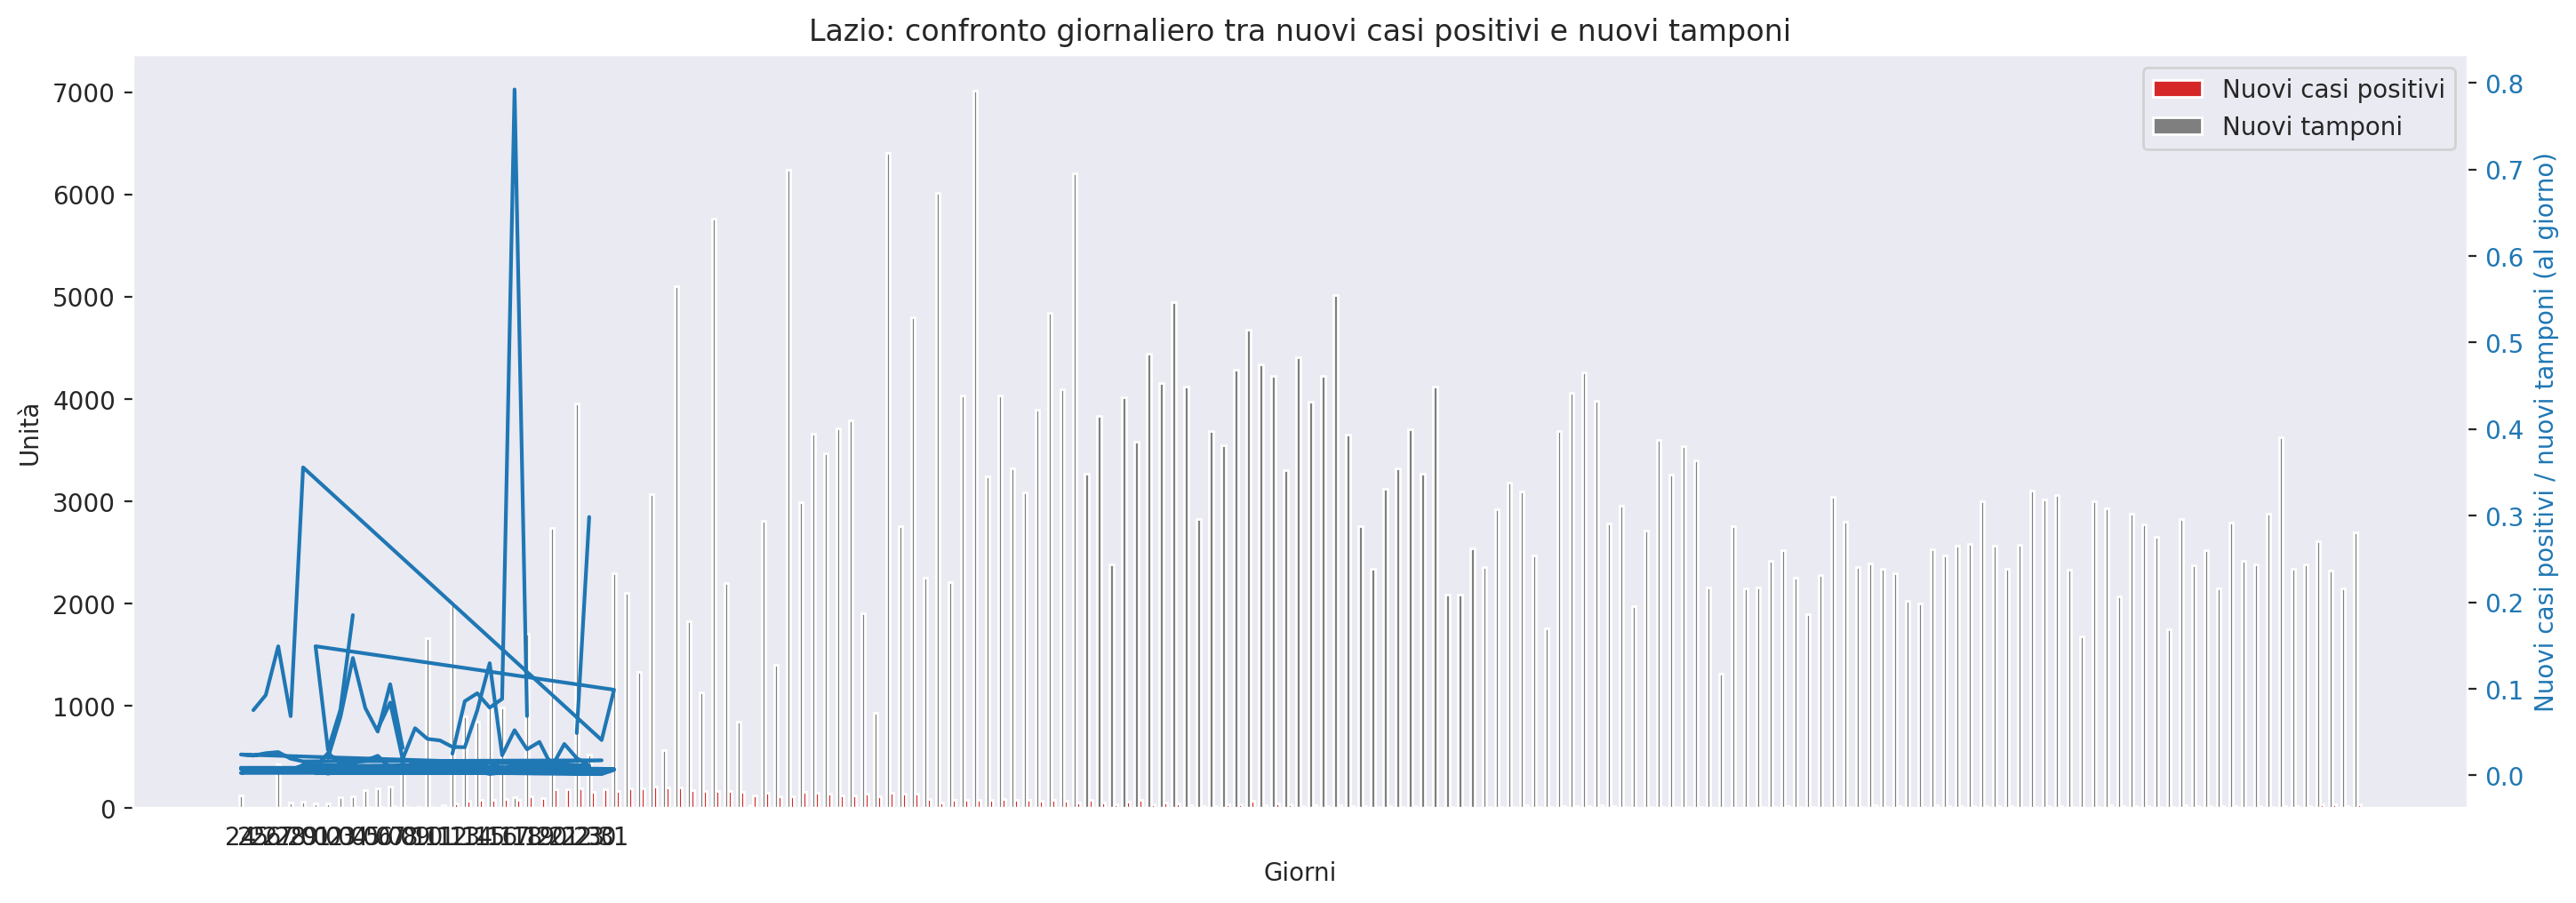 Lazio: confronto giornaliero tra nuovi casi positivi e nuovi tamponi
Nuovi casi positivi
Nuovi tamponi
7000
6000
5000
4000
3000
2000
1000
0
Unità
0.8
0.7
0.6
0.5
0.4
0.3
0.2
0.1
0.0
Nuovi casi positivi / nuovi tamponi (al giorno)
Giorni